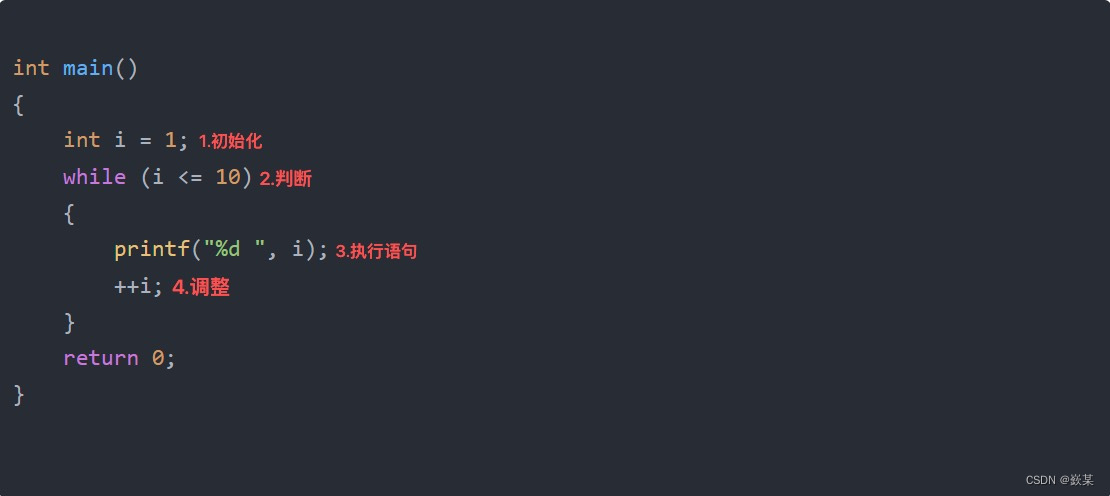 int main()
{
    int i = 1; 1.初始化
    while (i <= 10) 2.判断
    {
        printf("%d ", i); 3.执行语句
        ++i; 4.调整
    }
    return 0;
}
CSDN @嶔某